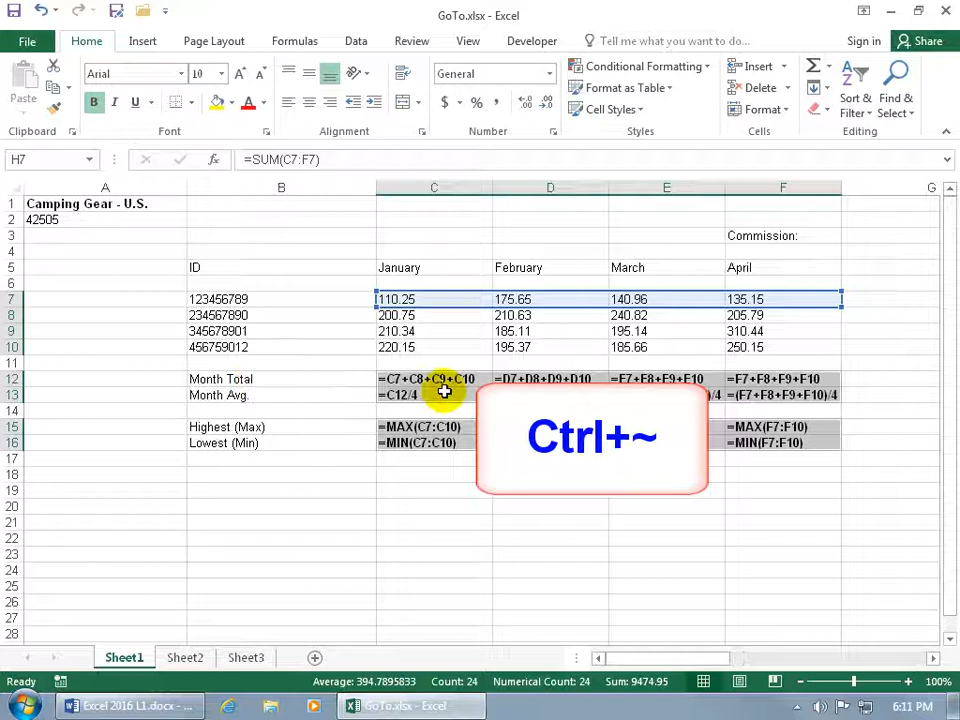 GoTo.xlsx - Excel
File Home Insert Page Layout Formulas Data Review View Developer Tell me what you want to do... Sign in Share
Paste
Arial 10
B I U
A
General
$ % ,
Conditional Formatting
Format as Table
Cell Styles
Insert
Delete
Format
Sort & Filter
Find & Select
Clipboard Font Alignment Number Styles Cells Editing
H7 fx =SUM(C7:F7)
A B C D E F G
1 Camping Gear - U.S.
2 42505
3 Commission:
4
5 ID January February March April
6
7 123456789 110.25 175.65 140.96 135.15
8 234567890 200.75 210.63 240.82 205.79
9 345678901 210.34 185.11 195.14 310.44
10 456759012 220.15 195.37 185.66 250.15
11
12 Month Total =C7+C8+C9+C10 =D7+D8+D9+D10 =E7+E8+E9+E10 =F7+F8+F9+F10
13 Month Avg. =C12/4 )/4 =(F7+F8+F9+F10)/4
14
15 Highest (Max) =MAX(C7:C10) =MAX(F7:F10)
16 Lowest (Min) =MIN(C7:C10) =MIN(F7:F10)
Ctrl+~
17
18
19
20
21
22
23
24
25
26
27
28
Sheet1 Sheet2 Sheet3
Ready Average: 394.7895833 Count: 24 Numerical Count: 24 Sum: 9474.95 100%
Excel 2016 L1.docx - ... GoTo.xlsx - Excel 6:11 PM